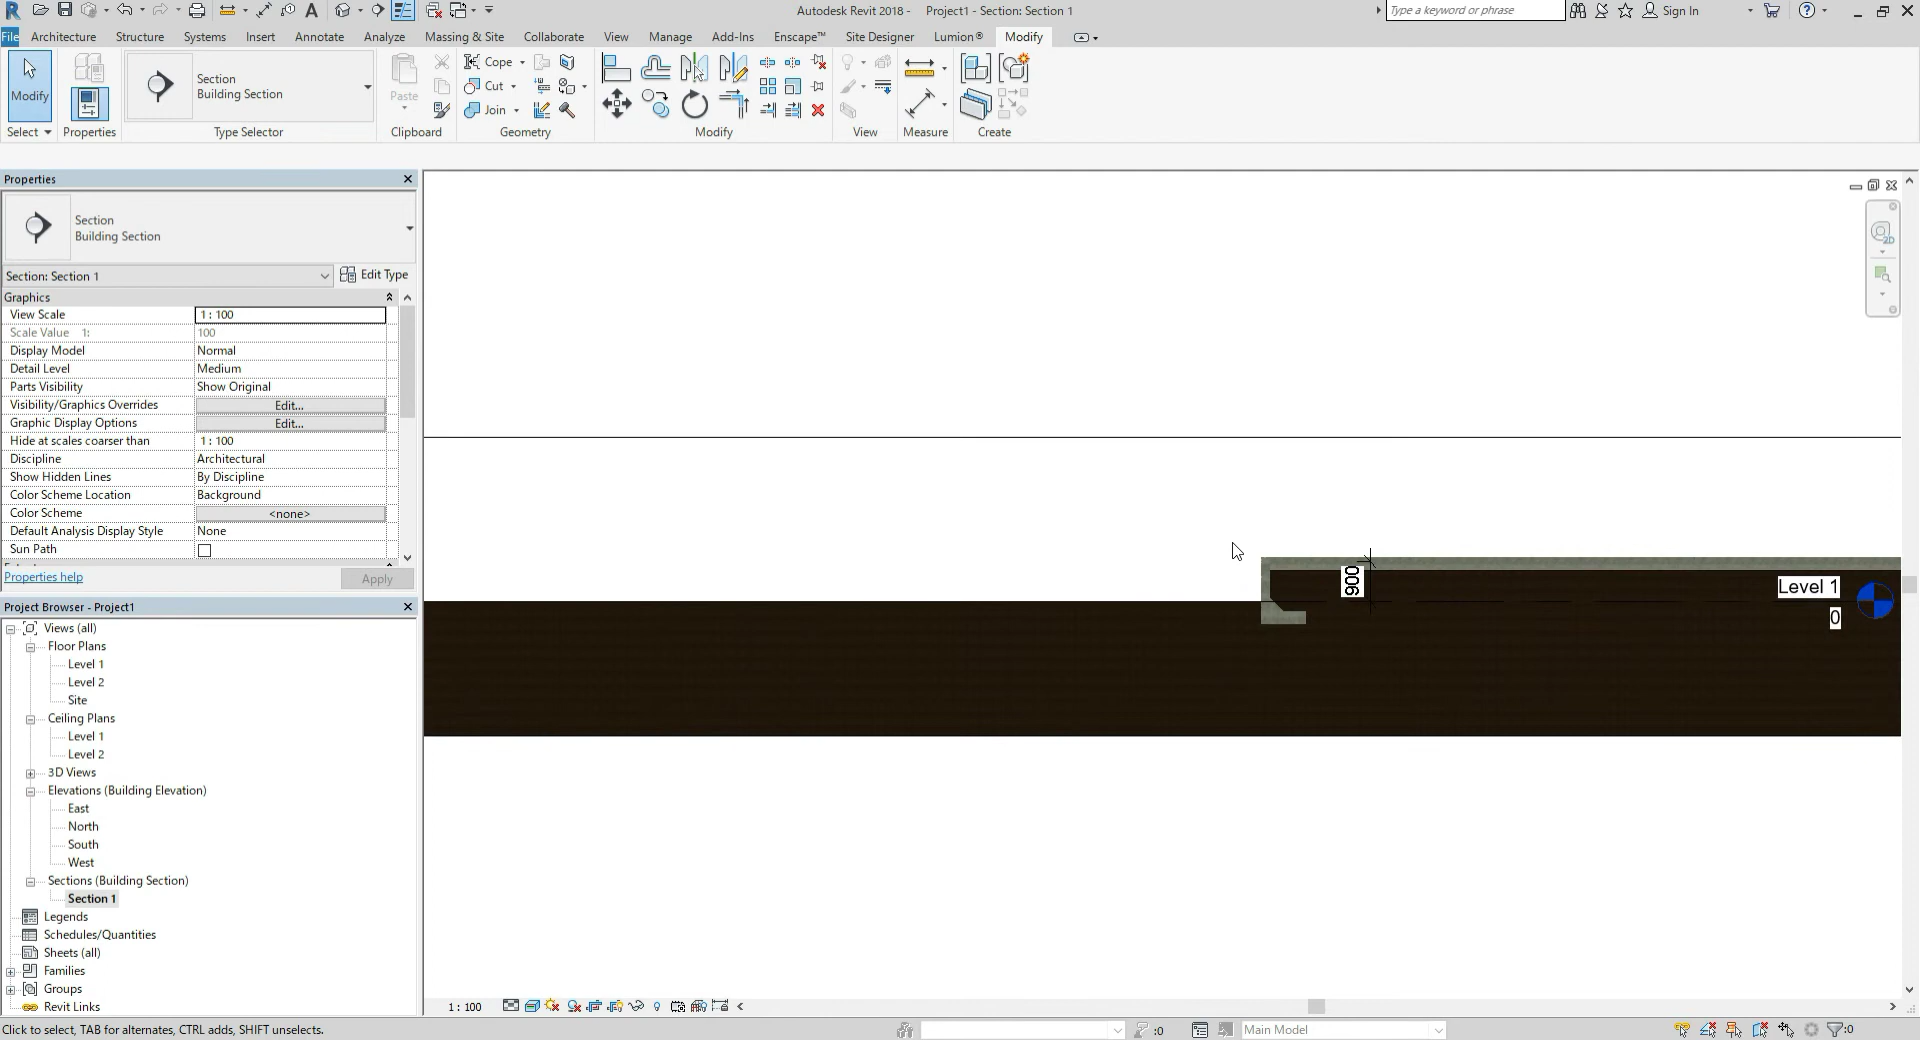 Autodesk Revit 2018 - Project1 - Section: Section 1
Type a keyword or phrase
Sign In
File Architecture Structure Systems Insert Annotate Analyze Massing & Site Collaborate View Manage Add-Ins Enscape™ Site Designer Lumion® Modify
Modify
Section
Building Section
Paste
Cope
Cut
Join
Select Properties Type Selector Clipboard Geometry Modify View Measure Create
Properties
Section
Building Section
Section: Section 1 Edit Type
Graphics
View Scale 1 : 100
Scale Value 1: 100
Display Model Normal
Detail Level Medium
Parts Visibility Show Original
Visibility/Graphics Overrides Edit...
Graphic Display Options Edit...
Hide at scales coarser than 1 : 100
Discipline Architectural
Show Hidden Lines By Discipline
Color Scheme Location Background
Color Scheme <none>
Default Analysis Display Style None
Sun Path
Properties help Apply
Project Browser - Project1
Views (all)
Floor Plans
Level 1
Level 2
Site
Ceiling Plans
Level 1
Level 2
3D Views
Elevations (Building Elevation)
East
North
South
West
Sections (Building Section)
Section 1
Legends
Schedules/Quantities
Sheets (all)
Families
Groups
Revit Links
2D
900
Level 1
0
1 : 100
Click to select, TAB for alternates, CTRL adds, SHIFT unselects.
:0
Main Model
:0